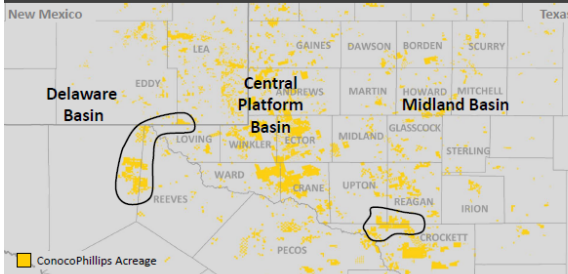 New Mexico
Texas
GAINES
DAWSON
BORDEN
SCURRY
LEA
EDDY
Delaware
Basin
Central
Platform
Basin
ANDREWS
MARTIN
HOWARD
MITCHELL
Midland Basin
LOVING
WINKLER
ECTOR
MIDLAND
GLASSCOCK
STERLING
WARD
CRANE
UPTON
REAGAN
IRION
REEVES
CROCKETT
PECOS
ConocoPhillips Acreage